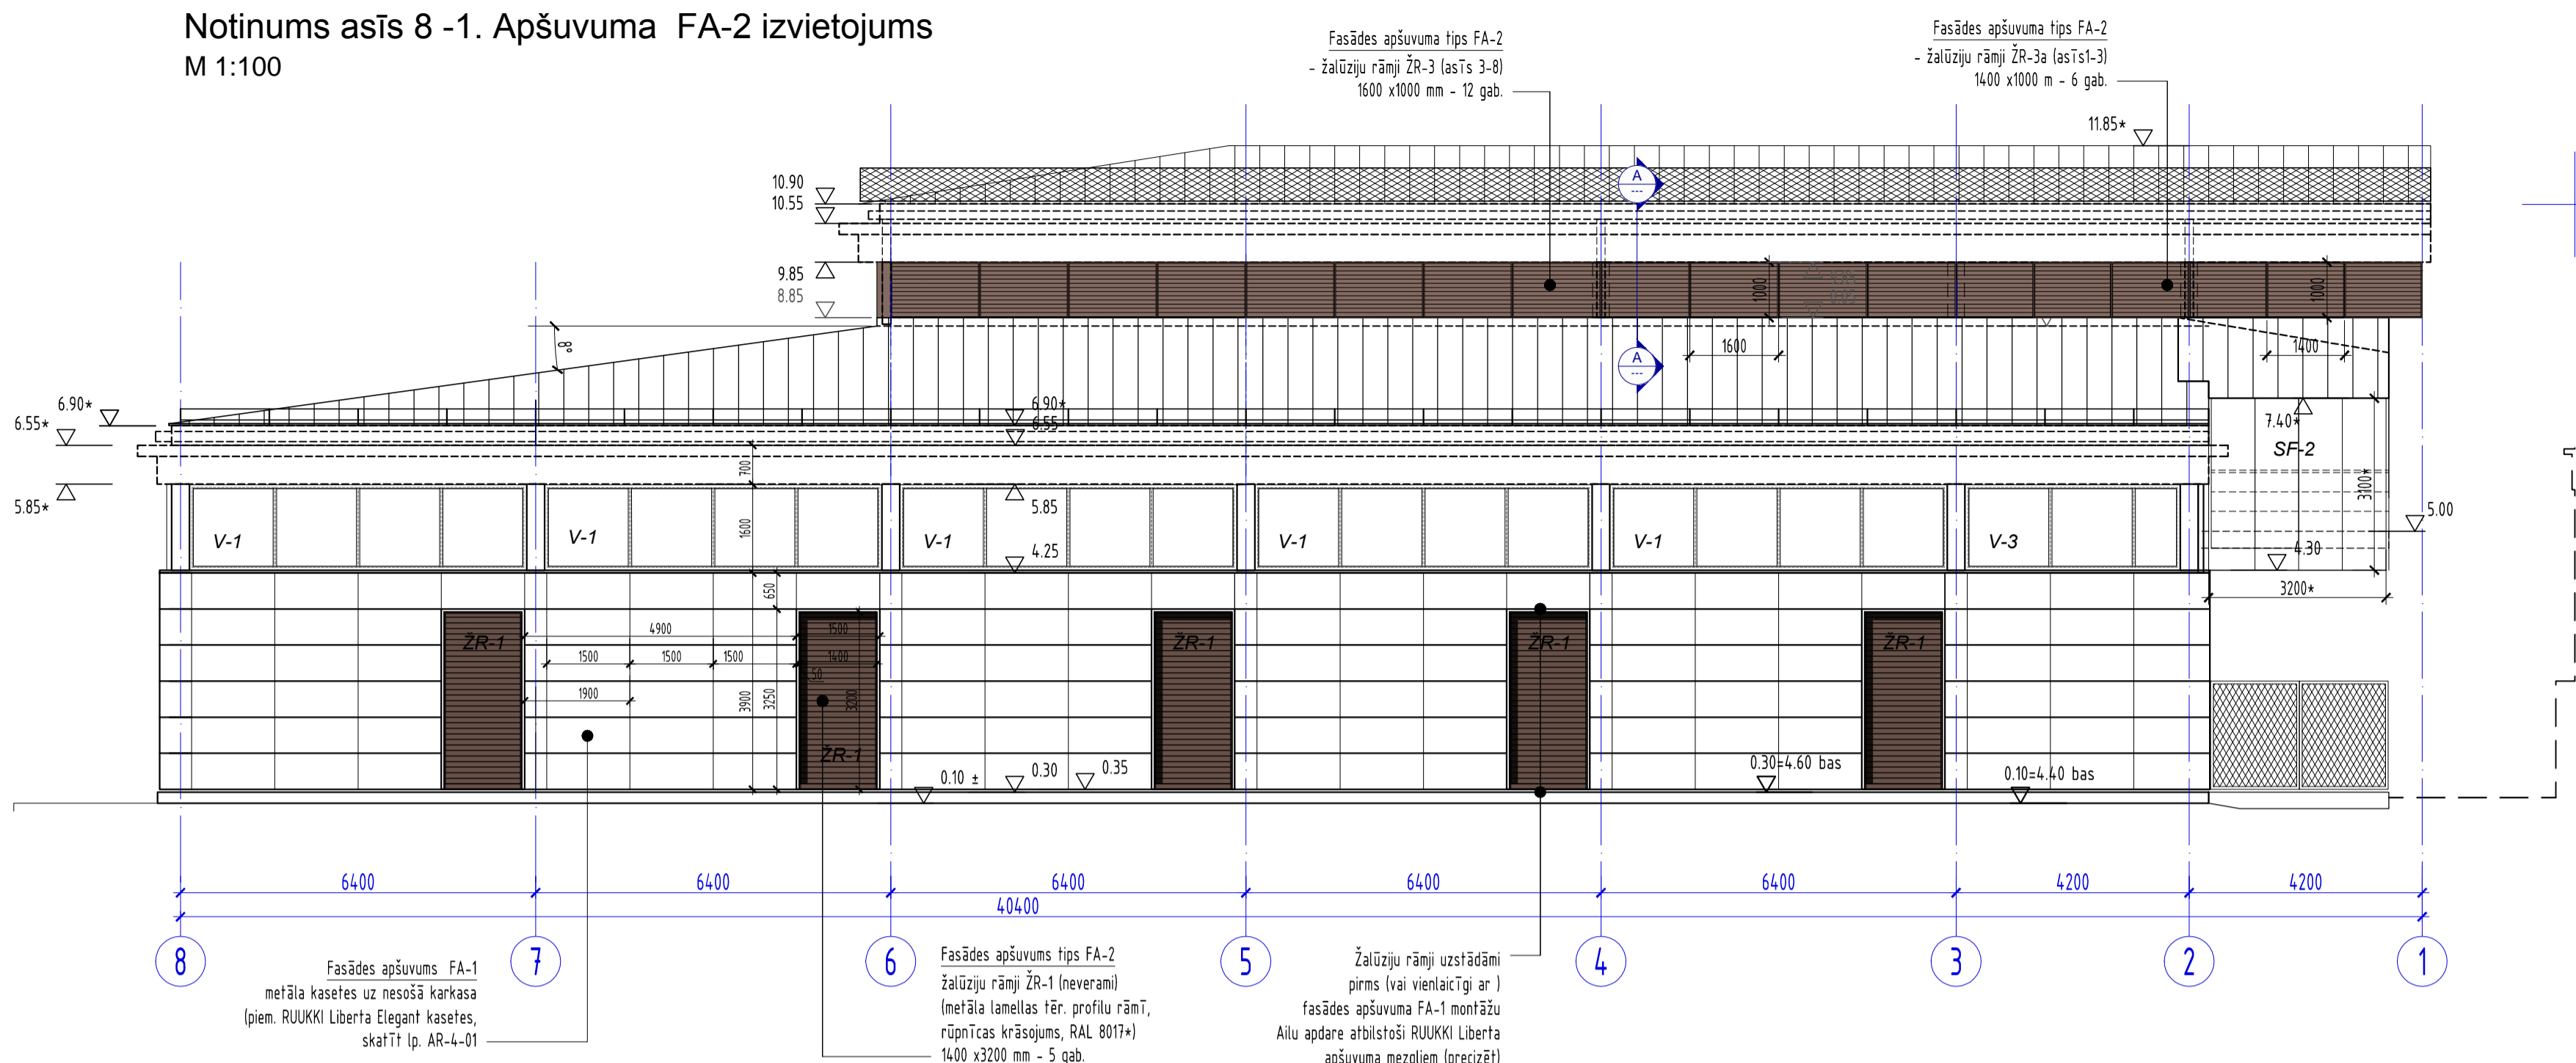 Notinums asīs 8 -1. Apšuvuma  FA-2 izvietojums
M 1:100
Fasādes apšuvuma tips FA-2
- žalūziju rāmji ŽR-3 (asīs 3-8)
1600 x1000 mm - 12 gab.
Fasādes apšuvuma tips FA-2
- žalūziju rāmji ŽR-3a (asīs1-3)
1400 x1000 m - 6 gab.
11.85*
10.90
10.55
A
---
9.85
8.85
1000
1000
8°
A
---
1600
1400
6.90*
6.55*
6.90*
6.55
7.40*
SF-2
700
5.85*
5.85
3100*
5.00
1600
V-1
V-1
V-1
V-1
V-1
V-3
4.25
4.30
650
3200*
4900
1500
ŽR-1
ŽR-1
ŽR-1
ŽR-1
1500
1500
1500
1400
50
1900
3900
3250
3200
ŽR-1
0.10 ±
0.30
0.35
0.30=4.60 bas
0.10=4.40 bas
6400
6400
6400
6400
6400
4200
4200
40400
8
7
6
5
4
3
2
1
Fasādes apšuvums  FA-1
metāla kasetes uz nesošā karkasa
(piem. RUUKKI Liberta Elegant kasetes,
skatīt lp. AR-4-01
Fasādes apšuvums tips FA-2
žalūziju rāmji ŽR-1 (neverami)
(metāla lamellas tēr. profilu rāmī,
rūpnīcas krāsojums, RAL 8017*)
1400 x3200 mm - 5 gab.
Žalūziju rāmji uzstādāmi
pirms (vai vienlaicīgi ar )
fasādes apšuvuma FA-1 montāžu
Ailu apdare atbilstoši RUUKKI Liberta
apšuvuma mezgliem (precizēt)